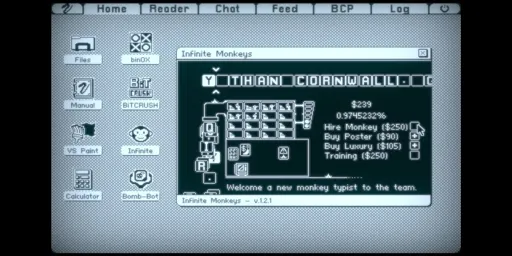 Home Reader Chat Feed BCP Log
Files
binOX
Manual
BitCRUSH
VS Paint
Infinite
Calculator
Bomb-Bot
Infinite Monkeys
Y THAN CORNWALL.
$239
0.9745232%
Hire Monkey ($250)
Buy Poster ($90)
Buy Luxury ($105)
Training ($250)
R
Welcome a new monkey typist to the team.
Infinite Monkeys - v.1.2.1